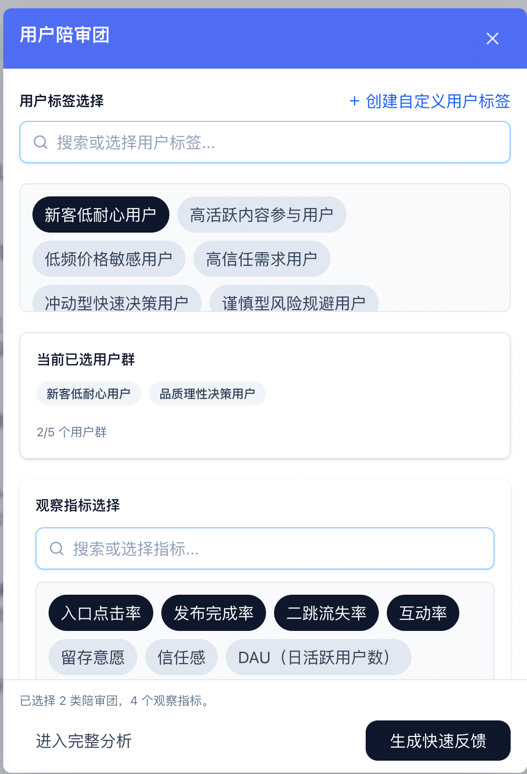 用户陪审团
用户标签选择
+ 创建自定义用户标签
搜索或选择用户标签...
新客低耐心用户 高活跃内容参与用户
低频价格敏感用户 高信任需求用户
冲动型快速决策用户 谨慎型风险规避用户
当前已选用户群
新客低耐心用户 品质理性决策用户
2/5 个用户群
观察指标选择
搜索或选择指标...
入口点击率 发布完成率 二跳流失率 互动率
留存意愿 信任感 DAU（日活跃用户数）
已选择 2 类陪审团，4 个观察指标。
进入完整分析 生成快速反馈